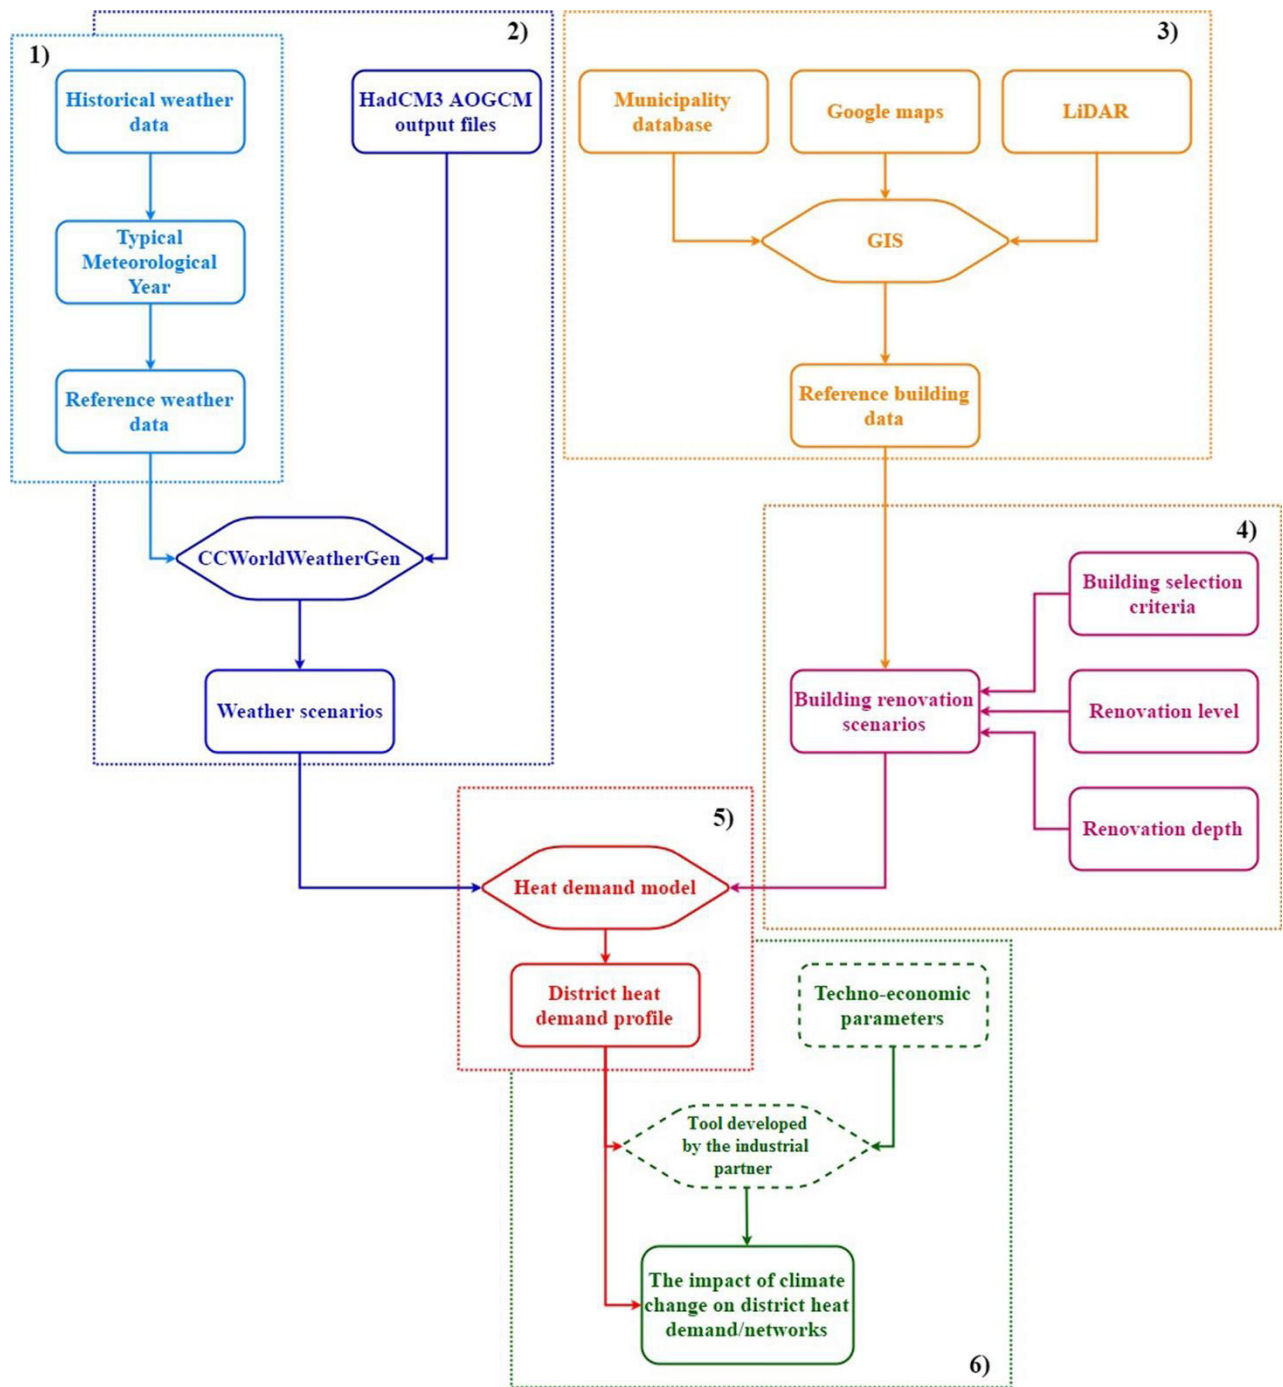 1)
Historical weather
data
Typical
Meteorological
Year
Reference weather
data
2)
HadCM3 AOGCM
output files
CCWorldWeatherGen
Weather scenarios
3)
Municipality
database
Google maps
LiDAR
GIS
Reference building
data
4)
Building selection
criteria
Building renovation
scenarios
Renovation level
Renovation depth
5)
Heat demand model
District heat
demand profile
Techno-economic
parameters
Tool developed
by the industrial
partner
The impact of climate
change on district heat
demand/networks
6)